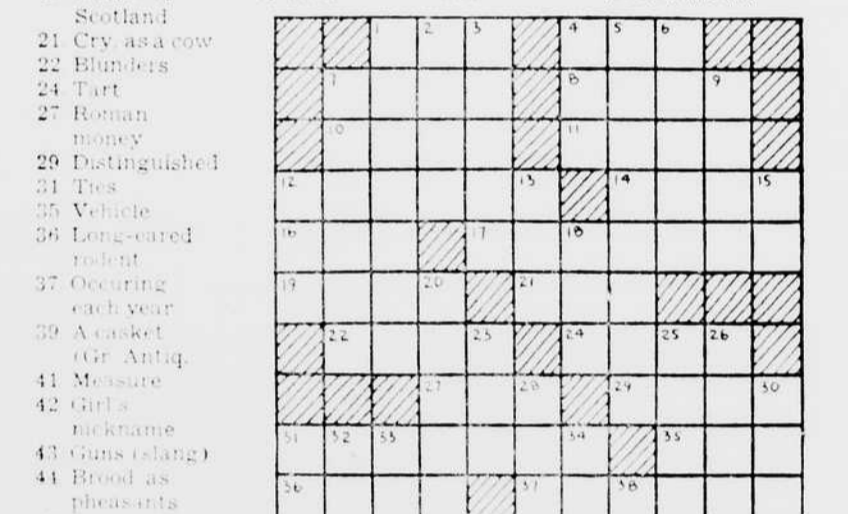 Scotland
21 Cry, as a cow
22 Blunders
24 Tart
27 Roman
money
29 Distinguished
31 Ties
35 Vehicle
36 Long-eared
rodent
37 Occuring
each year
39 A casket
(Gr. Antiq.
41 Measure
42 Girl's
nickname
43 Guns (slang)
44 Brood as
pheasants
1 2 3 4 5 6
7 8 9
10 11
12 13 14 15
16 17 18
19 20 21
22 23 24 25 26
27 28 29 30
31 32 33 34 35
36 37 38